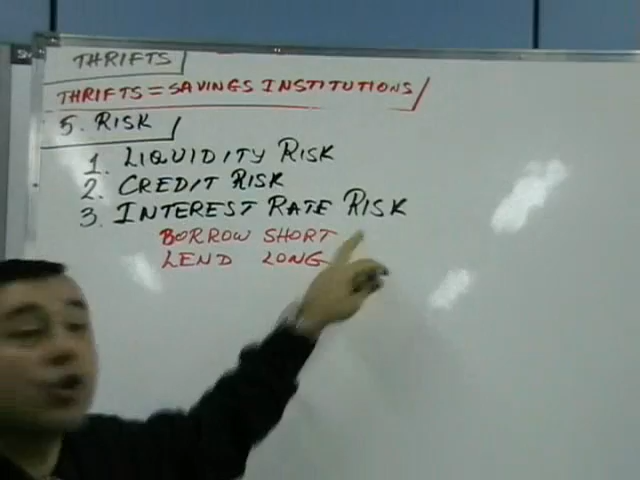 THRIFTS
THRIFTS = SAVINGS INSTITUTIONS
5. RISK
1. LIQUIDITY RISK
2. CREDIT RISK
3. INTEREST RATE RISK
BORROW SHORT
LEND LONG